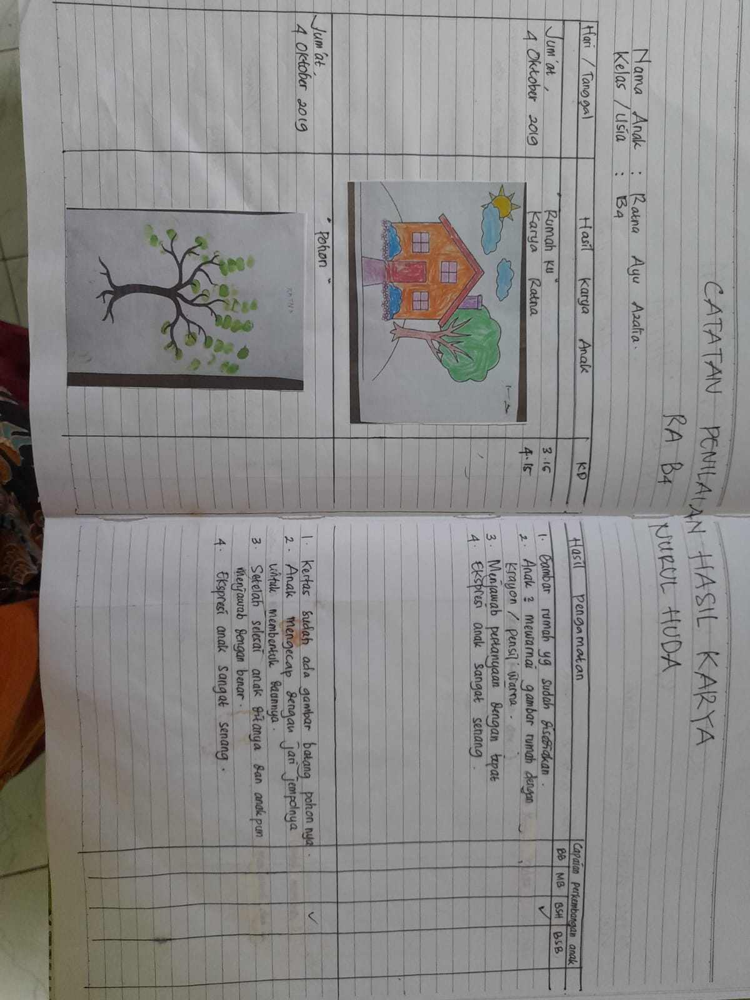 CATATAN PENILAIAN HASIL KARYA
RA B4 NURUL HUDA
Nama Anak : Ratna Ayu Azalia.
Kelas / Usia : B4
Hari / Tanggal
Hasil Karya Anak
KD
Hasil Pengamatan
Capaian perkembangan anak
BB MB BSH BSB
Jum'at,
4 Oktober 2019
"Rumah ku"
Karya Ratna
3.15
4.15
1. Gambar rumah yg sudah disediakan.
2. Anak2 mewarnai gambar rumah dengan
Krayon / pensil warna.
3. Menjawab pertanyaan dengan tepat
4. Ekspresi anak sangat senang.
✓
Jum'at,
4 Oktober 2019
"Pohon"
RATNA
1. Kertas sudah ada gambar batang pohon nya.
2. Anak mengecap dengan jari jempolnya
untuk membentuk daunnya.
3. Setelah selesai anak ditanya dan anak pun
menjawab dengan benar.
4. Ekspresi anak sangat senang.
✓